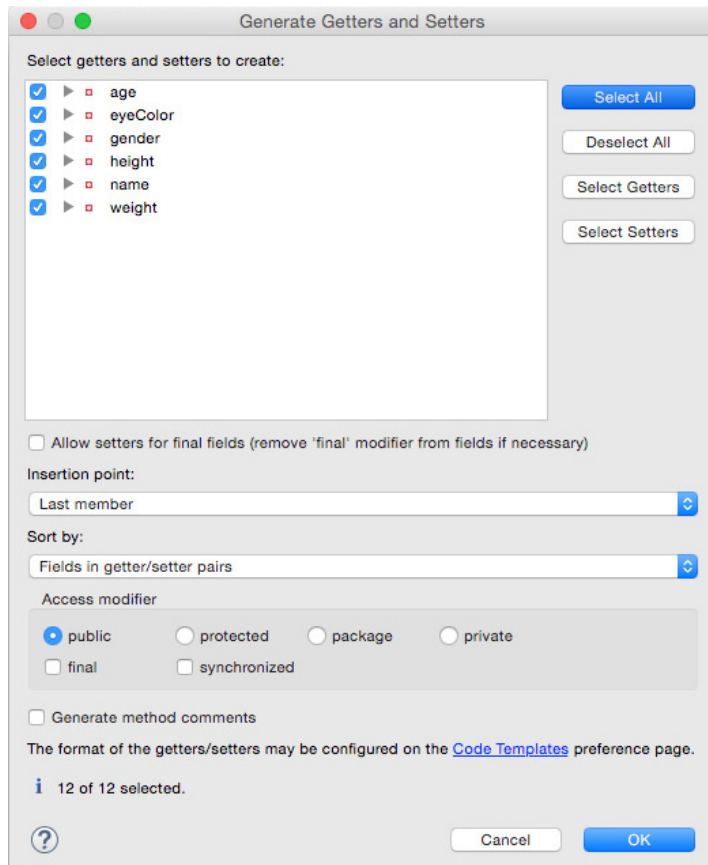 Generate Getters and Setters
Select getters and setters to create:
age
eyeColor
gender
height
name
weight
Select All
Deselect All
Select Getters
Select Setters
Allow setters for final fields (remove 'final' modifier from fields if necessary)
Insertion point:
Last member
Sort by:
Fields in getter/setter pairs
Access modifier
public protected package private
final synchronized
Generate method comments
The format of the getters/setters may be configured on the Code Templates preference page.
i 12 of 12 selected.
? Cancel OK